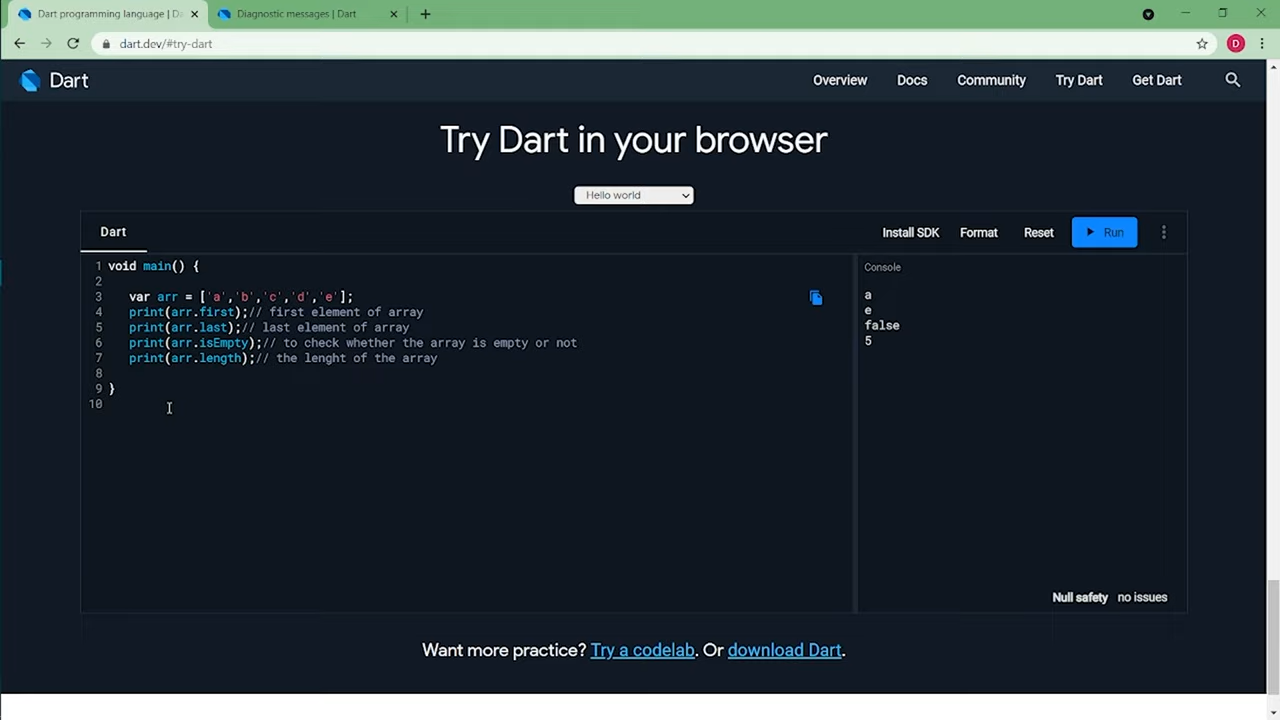 Dart programming language | D
Diagnostic messages | Dart
dart.dev/#try-dart
D
Dart
Overview
Docs
Community
Try Dart
Get Dart
Try Dart in your browser
Hello world
Dart
Install SDK
Format
Reset
Run
1 void main() {
2
3 var arr = ['a','b','c','d','e'];
4 print(arr.first);// first element of array
5 print(arr.last);// last element of array
6 print(arr.isEmpty);// to check whether the array is empty or not
7 print(arr.length);// the lenght of the array
8
9 }
10
Console
a
e
false
5
Null safety no issues
Want more practice? Try a codelab. Or download Dart.